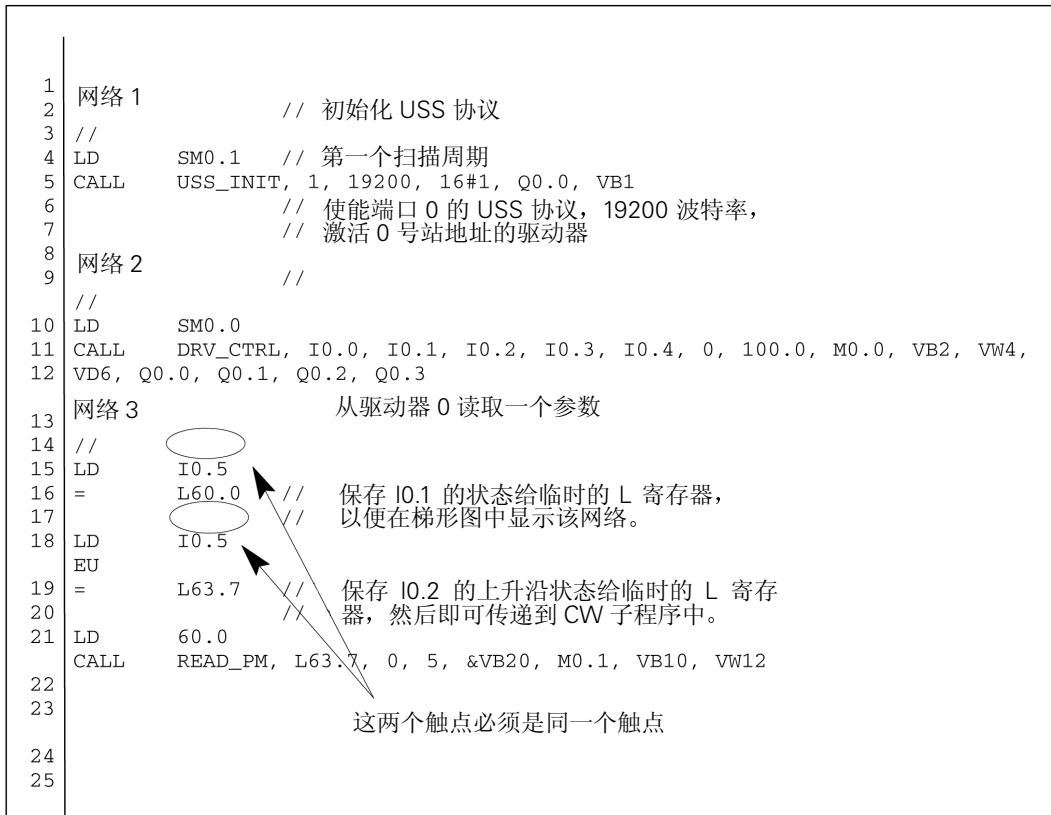 1
网络 1
2 // 初始化 USS 协议
3 //
4 LD SM0.1 // 第一个扫描周期
5 CALL USS_INIT, 1, 19200, 16#1, Q0.0, VB1
6 // 使能端口 0 的 USS 协议，19200 波特率，
7 // 激活 0 号站地址的驱动器
8
网络 2
9 //
//
10 LD SM0.0
11 CALL DRV_CTRL, I0.0, I0.1, I0.2, I0.3, I0.4, 0, 100.0, M0.0, VB2, VW4,
12 VD6, Q0.0, Q0.1, Q0.2, Q0.3
网络 3 从驱动器 0 读取一个参数
13
14 //
15 LD I0.5
16 = L60.0 // 保存 I0.1 的状态给临时的 L 寄存器，
17 // 以便在梯形图中显示该网络。
18 LD I0.5
EU
19 = L63.7 // 保存 I0.2 的上升沿状态给临时的 L 寄存
20 // 器，然后即可传递到 CW 子程序中。
21 LD 60.0
CALL READ_PM, L63.7, 0, 5, &VB20, M0.1, VB10, VW12
22
23
这两个触点必须是同一个触点
24
25